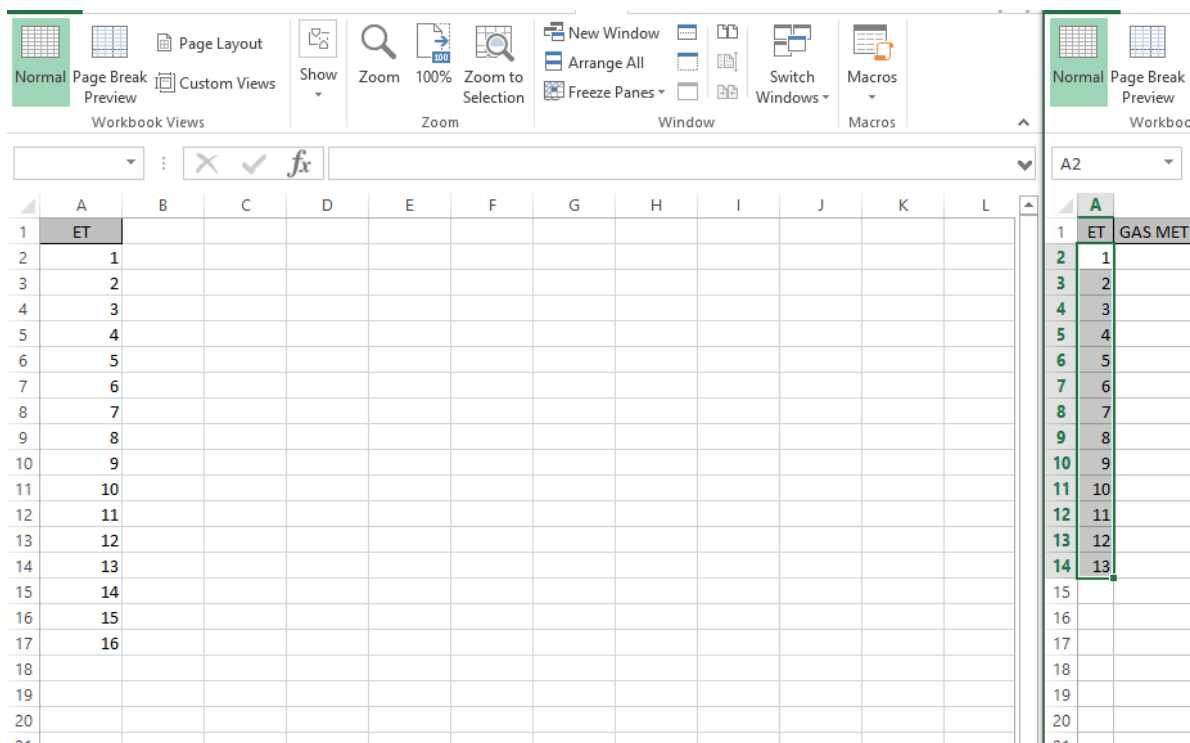 New Window
Page Layout
Arrange All
Normal Page Break Preview
Custom Views
Show
Zoom
100
100%
Zoom to Selection
Freeze Panes
Switch Windows
Macros
Workbook Views
Zoom
Window
Macros
fx
A B C D E F G H I J K L
1 ET
2 1
3 2
4 3
5 4
6 5
7 6
8 7
9 8
10 9
11 10
12 11
13 12
14 13
15 14
16 15
17 16
18
19
20
Normal Page Break Preview
A2
A
1 ET GAS MET
2 1
3 2
4 3
5 4
6 5
7 6
8 7
9 8
10 9
11 10
12 11
13 12
14 13
15
16
17
18
19
20